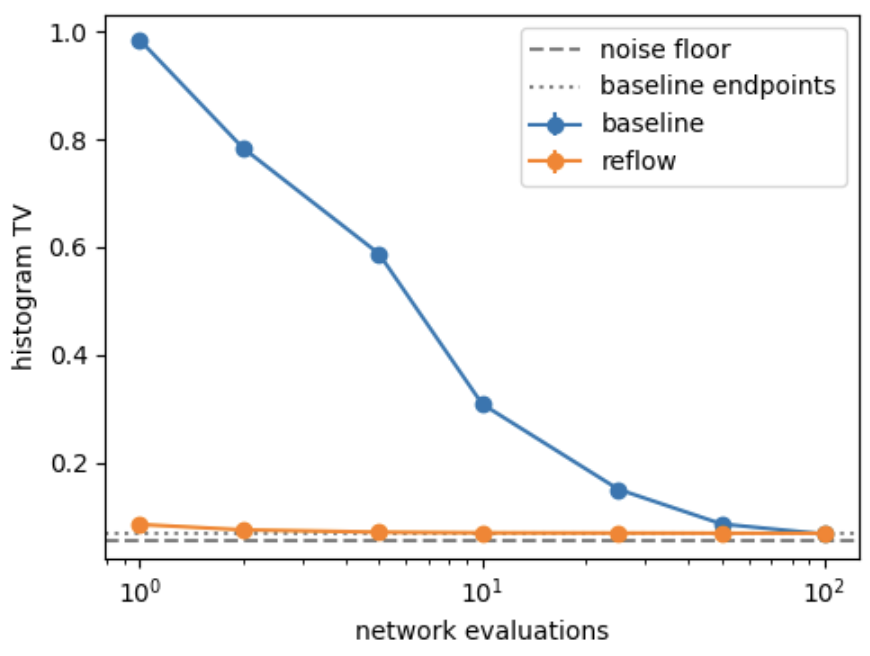 1.0
0.8
0.6
0.4
0.2
histogram TV
noise floor
baseline endpoints
baseline
reflow
10⁰
10¹
10²
network evaluations